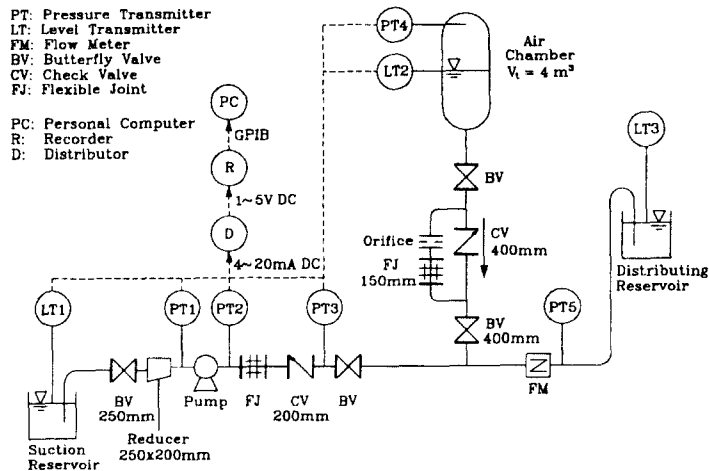 PT: Pressure Transmitter
LT: Level Transmitter
FM: Flow Meter
BV: Butterfly Valve
CV: Check Valve
FJ: Flexible Joint
PC: Personal Computer
R: Recorder
D: Distributor
PC
GPIB
R
1~5V DC
D
4~20mA DC
PT4
LT2
Air
Chamber
Vt = 4 m³
BV
Orifice
FJ
150mm
CV
400mm
BV
400mm
LT3
Distributing
Reservoir
LT1
PT1
PT2
PT3
PT5
BV
250mm
Pump
FJ
CV
200mm
BV
FM
Reducer
250x200mm
Suction
Reservoir